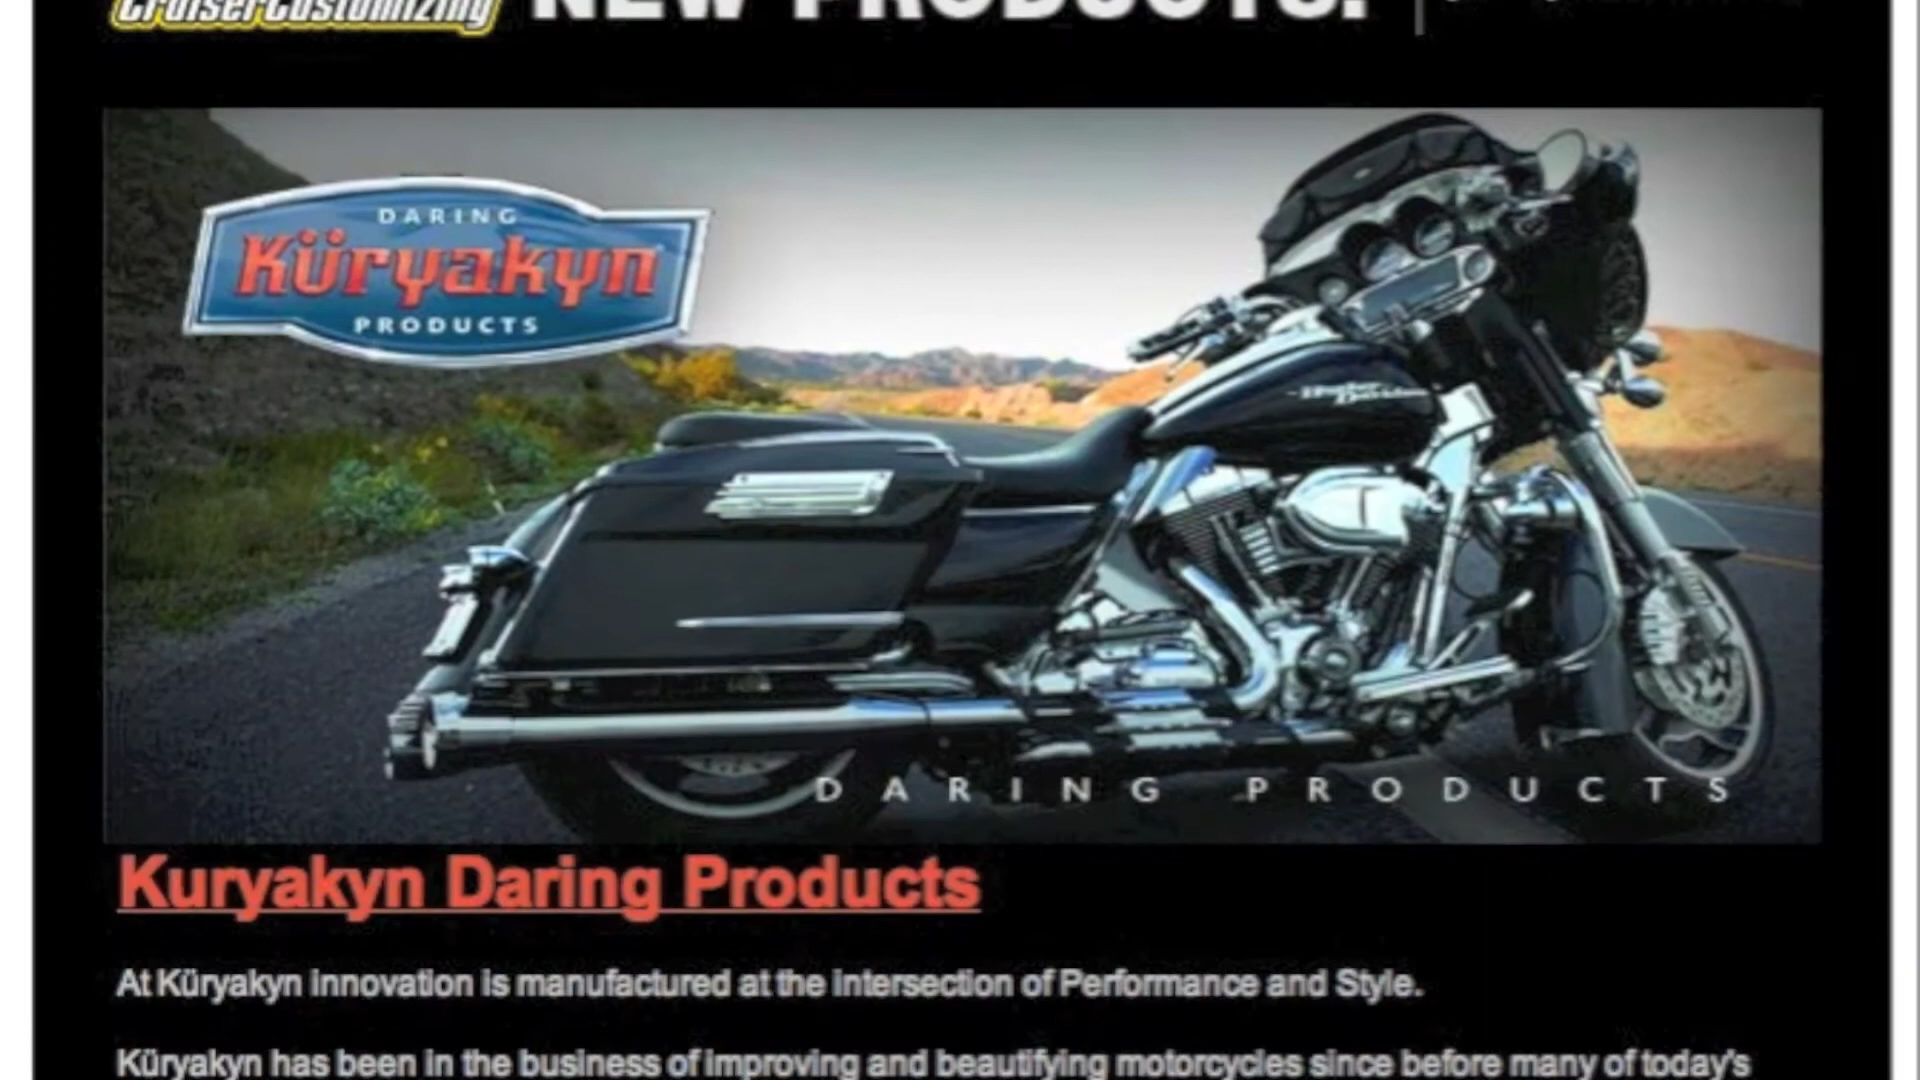 CruiserCustomizing NEW PRODUCTS!
DARING
Küryakyn
PRODUCTS
Harley-Davidson
DARING PRODUCTS
Kuryakyn Daring Products
At Küryakyn innovation is manufactured at the intersection of Performance and Style.
Küryakyn has been in the business of improving and beautifying motorcycles since before many of today's